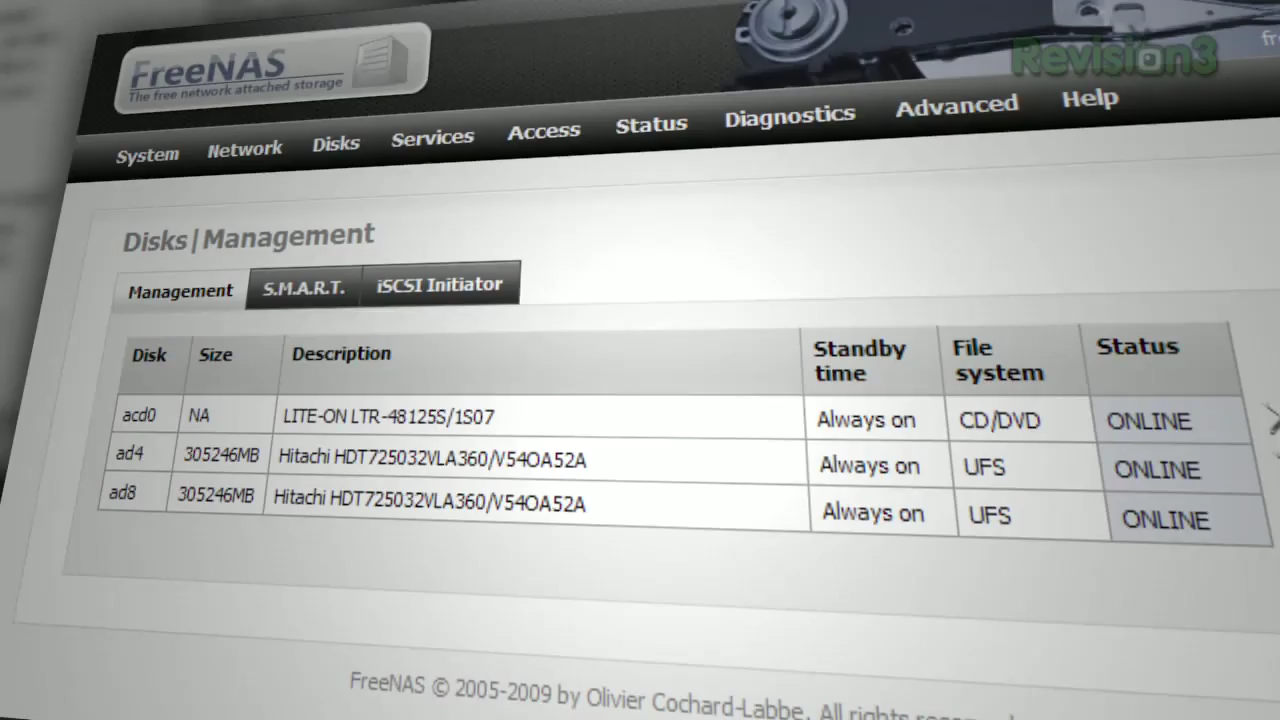 FreeNAS
The free network attached storage
Revision3
System Network Disks Services Access Status Diagnostics Advanced Help
Disks|Management
Management S.M.A.R.T. iSCSI Initiator
Disk Size Description Standby time File system Status
acd0 NA LITE-ON LTR-48125S/1S07 Always on CD/DVD ONLINE
ad4 305246MB Hitachi HDT725032VLA360/V54OA52A Always on UFS ONLINE
ad8 305246MB Hitachi HDT725032VLA360/V54OA52A Always on UFS ONLINE
FreeNAS © 2005-2009 by Olivier Cochard-Labbe. All rights